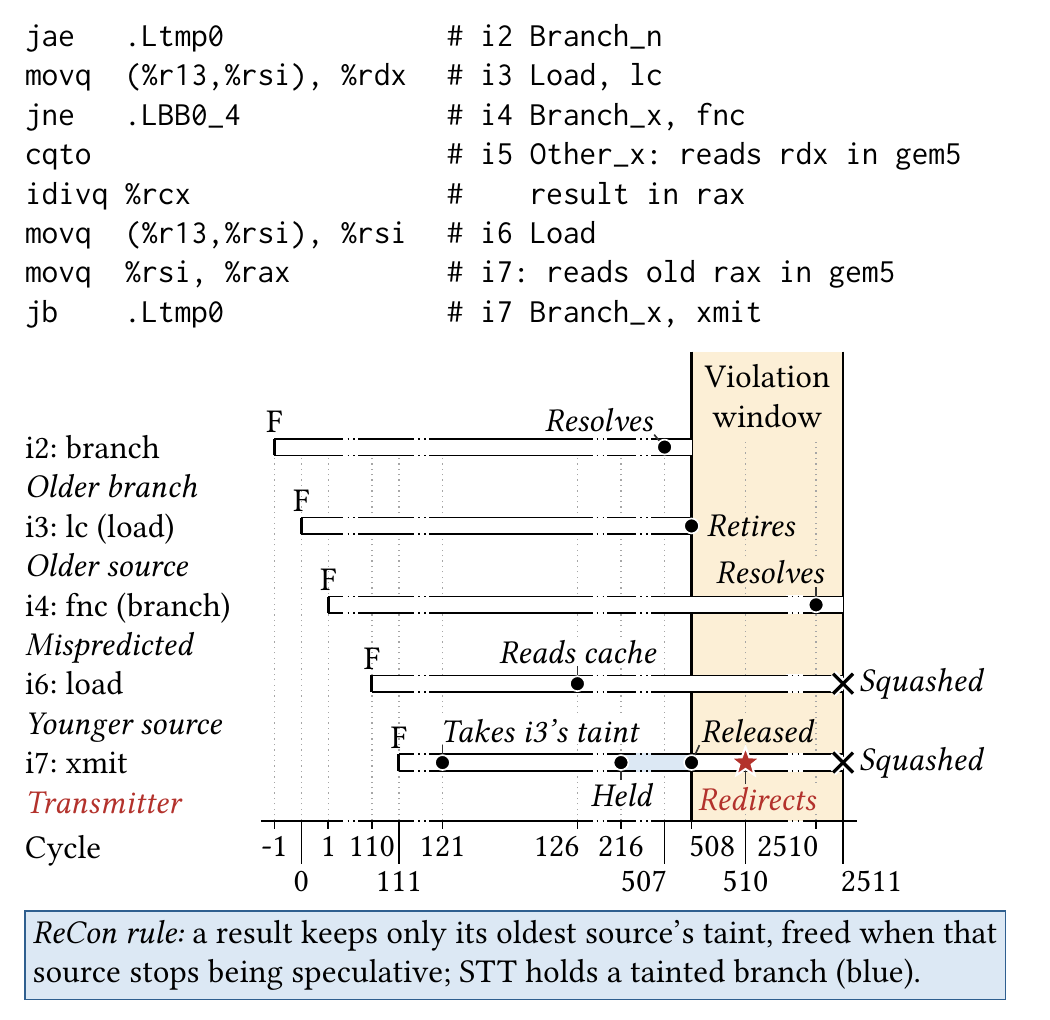 jae .Ltmp0 # i2 Branch_n
movq (%r13,%rsi), %rdx # i3 Load, lc
jne .LBB0_4 # i4 Branch_x, fnc
cqto # i5 Other_x: reads rdx in gem5
idivq %rcx # result in rax
movq (%r13,%rsi), %rsi # i6 Load
movq %rsi, %rax # i7: reads old rax in gem5
jb .Ltmp0 # i7 Branch_x, xmit
Violation
window
F Resolves
i2: branch
Older branch
F
i3: lc (load) Retires
Older source
F Resolves
i4: fnc (branch)
Mispredicted
F Reads cache
i6: load Squashed
Younger source
F Takes i3's taint Released
i7: xmit Squashed
Transmitter Held Redirects
Cycle -1 1 110 121 126 216 508 2510
0 111 507 510 2511
ReCon rule: a result keeps only its oldest source's taint, freed when that
source stops being speculative; STT holds a tainted branch (blue).